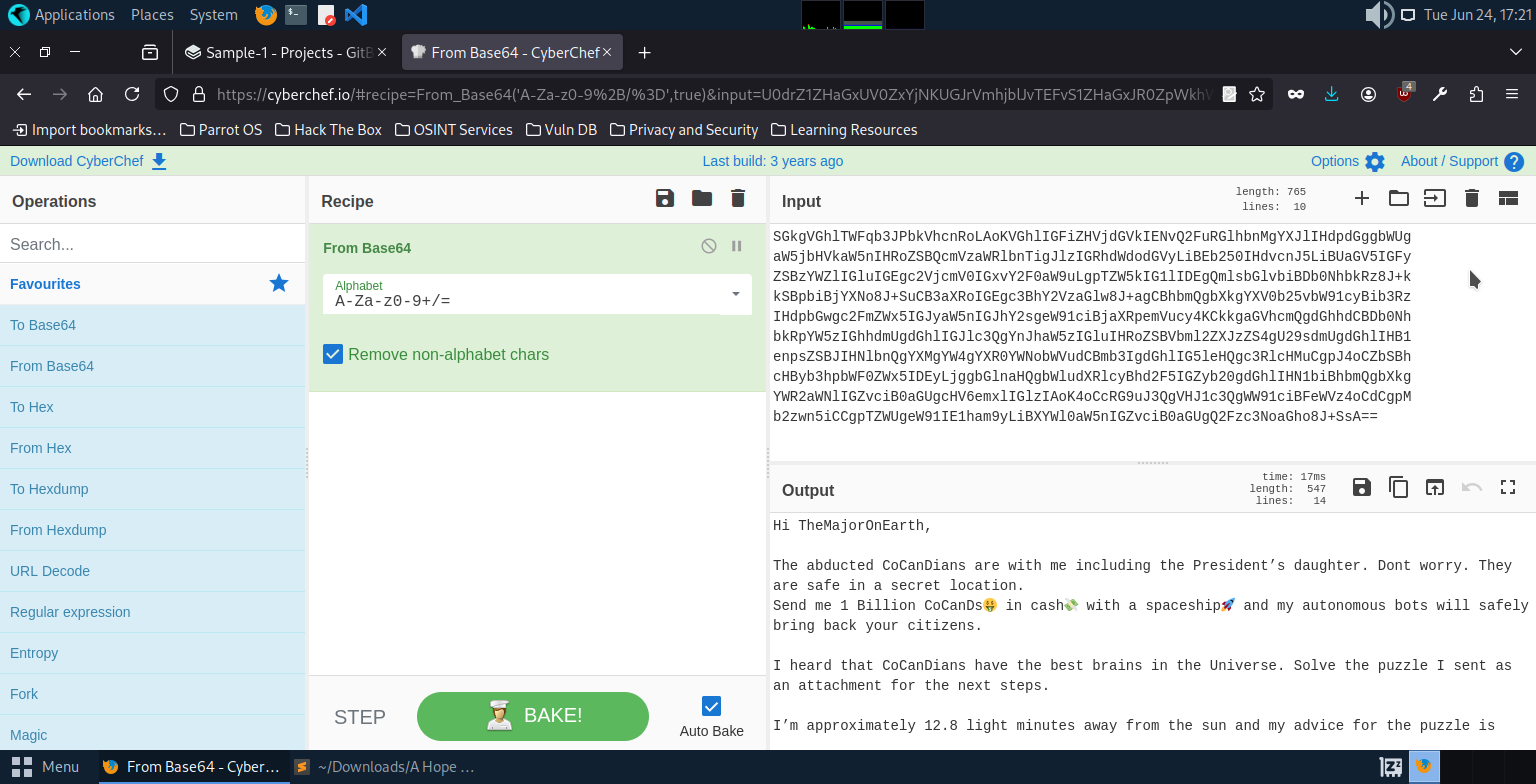 Applications Places System Tue Jun 24, 17:21
Sample-1 - Projects - GitB From Base64 - CyberChef
https://cyberchef.io/#recipe=From_Base64('A-Za-z0-9%2B/%3D',true)&input=U0drZ1ZHaGxUV0ZxYjNKUGJrVmhjbUvTEFvS1ZHaGxJR0ZpWkhV 4
Import bookmarks… Parrot OS Hack The Box OSINT Services Vuln DB Privacy and Security Learning Resources
Download CyberChef Last build: 3 years ago Options About / Support
Operations
Search...
Favourites
To Base64
From Base64
To Hex
From Hex
To Hexdump
From Hexdump
URL Decode
Regular expression
Entropy
Fork
Magic
Recipe
From Base64
Alphabet
A-Za-z0-9+/=
Remove non-alphabet chars
STEP BAKE! Auto Bake
Input
length: 765
lines: 10
SGkgVGhlTWFqb3JPbkVhcnRoLAoKVGhlIGFiZHVjdGVkIENvQ2FuRGlhbnMgYXJlIHdpdGggbWUg
aW5jbHVkaW5nIHRoZSBQcmVzaWRlbnTigJlzIGRhdWdodGVyLiBEb250IHdvcnJ5LiBUaGV5IGFy
ZSBzYWZlIGluIGEgc2VjcmV0IGxvY2F0aW9uLgpTZW5kIG1lIDEgQmlsbGlvbiBDb0NhbkRz8J+k
kSBpbiBjYXNo8J+SuCB3aXRoIGEgc3BhY2VzaGlw8J+agCBhbmQgbXkgYXV0b25vbW91cyBib3Rz
IHdpbGwgc2FmZWx5IGJyaW5nIGJhY2sgeW91ciBjaXRpemVucy4KCkkgaGVhcmQgdGhhdCBDb0Nh
bkRpYW5zIGhhdmUgdGhlIGJlc3QgYnJhaW5zIGluIHRoZSBVbml2ZXJzZS4gU29sdmUgdGhlIHB1
enpsZSBJIHNlbnQgYXMgYW4gYXR0YWNobWVudCBmb3IgdGhlIG5leHQgc3RlcHMuCgpJ4oCZbSBh
cHByb3hpbWF0ZWx5IDEyLjggbGlnaHQgbWludXRlcyBhd2F5IGZyb20gdGhlIHN1biBhbmQgbXkg
YWR2aWNlIGZvciB0aGUgcHV6emxlIGlzIAoK4oCcRG9uJ3QgVHJ1c3QgWW91ciBFeWVz4oCdCgpM
b2zwn5iCCgpTZWUgeW91IE1ham9yLiBXYWl0aW5nIGZvciB0aGUgQ2Fzc3NoaGho8J+SsA==
Output
time: 17ms
length: 547
lines: 14
Hi TheMajorOnEarth,
The abducted CoCanDians are with me including the President’s daughter. Dont worry. They
are safe in a secret location.
Send me 1 Billion CoCanDs🤑 in cash💸 with a spaceship🚀 and my autonomous bots will safely
bring back your citizens.
I heard that CoCanDians have the best brains in the Universe. Solve the puzzle I sent as
an attachment for the next steps.
I’m approximately 12.8 light minutes away from the sun and my advice for the puzzle is
Menu From Base64 - Cyber… ~/Downloads/A Hope …